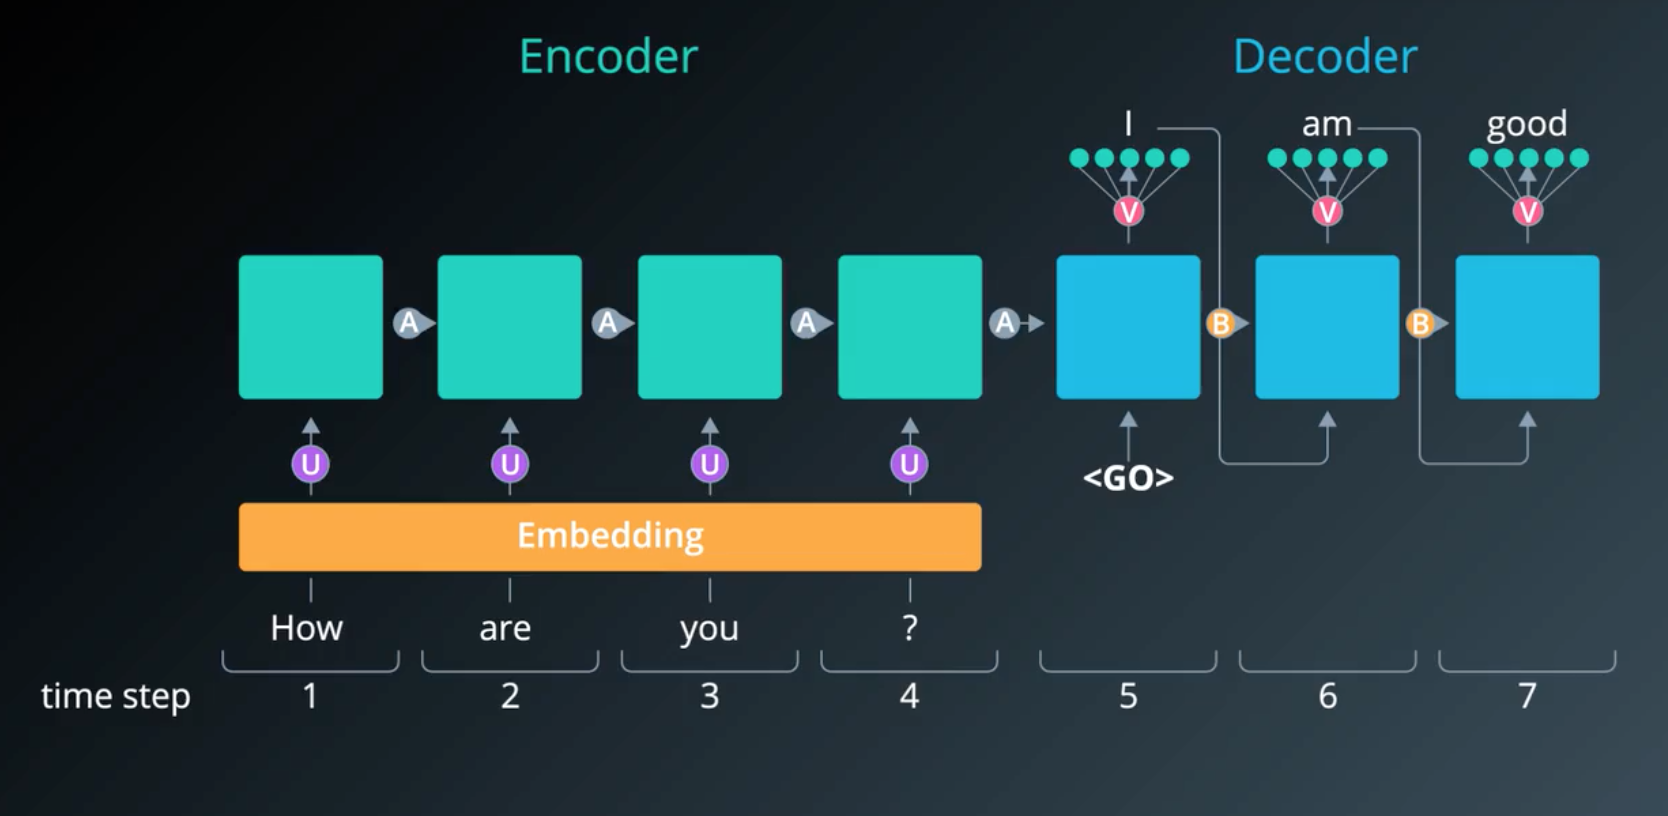 Encoder
Decoder
I am good
V V V
A A A A B B
U U U U
<GO>
Embedding
How are you ?
time step 1 2 3 4 5 6 7